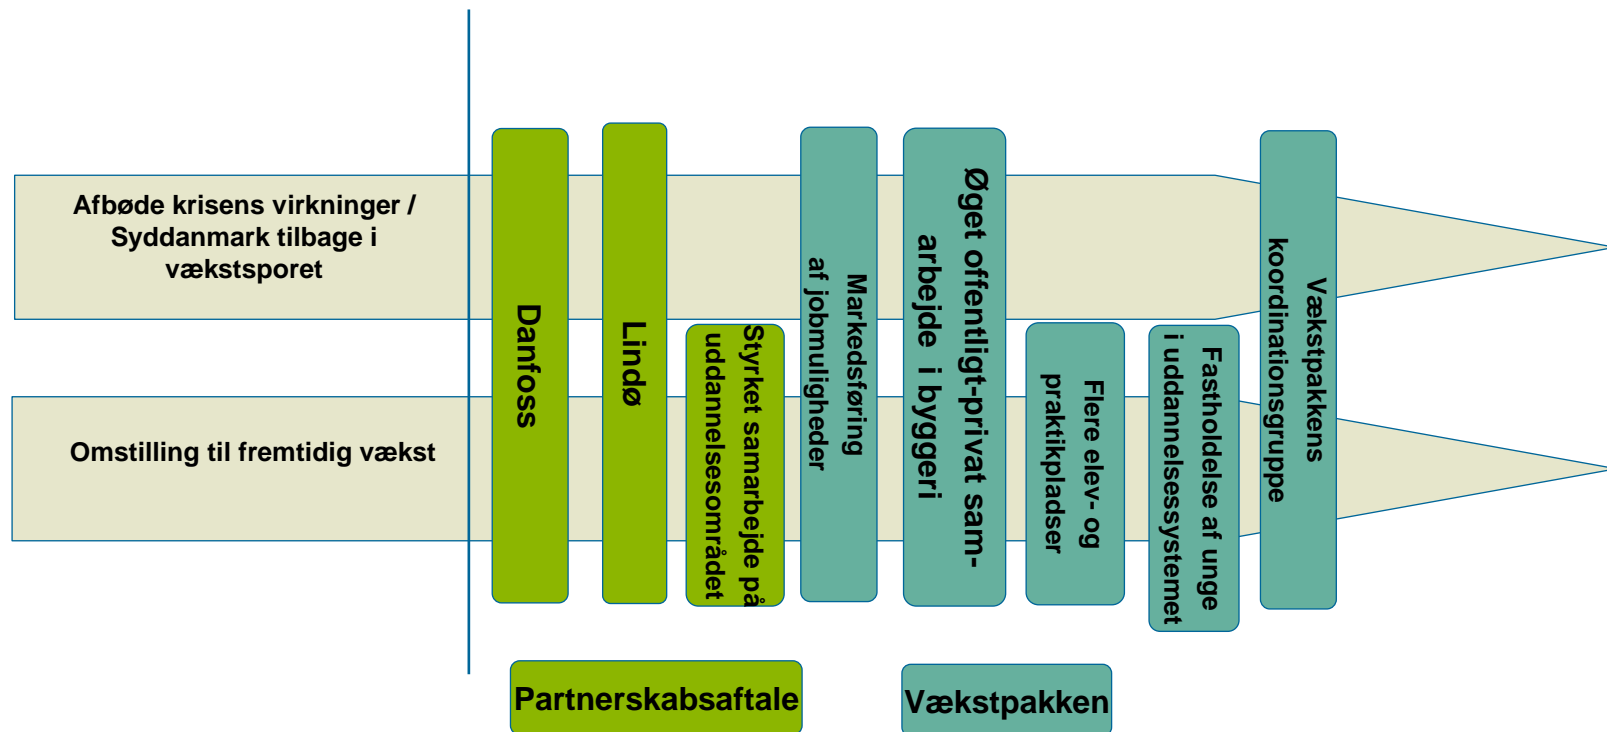 Afbøde krisens virkninger /
Syddanmark tilbage i
vækstsporet
Omstilling til fremtidig vækst
Danfoss
Lindø
Styrket samarbejde på
uddannelsesområdet
Markedsføring
af jobmuligheder
Øget offentligt-privat sam-
arbejde i byggeri
Flere elev- og
praktikpladser
Fastholdelse af unge
i uddannelsessystemet
Vækstpakkens
koordinationsgruppe
Partnerskabsaftale
Vækstpakken